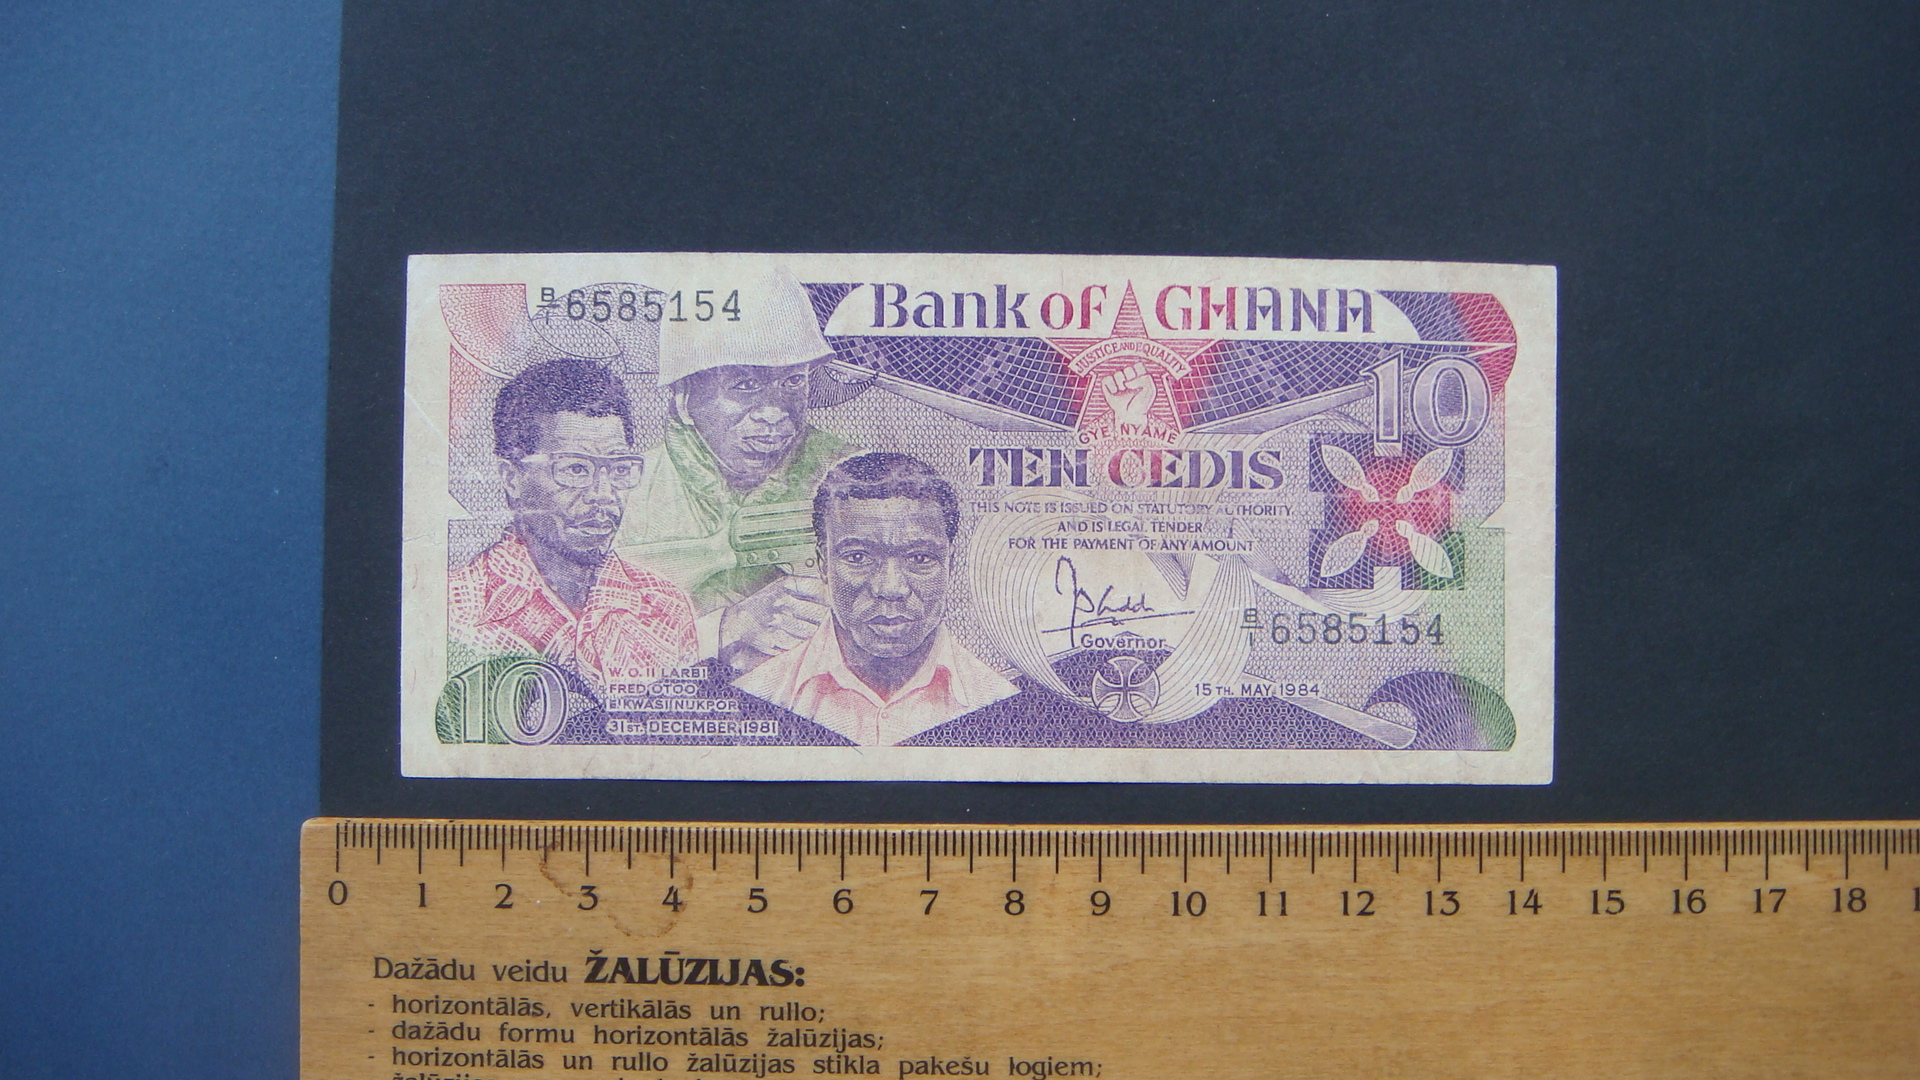 B/1 6585154
Bank of GHANA
JUSTICE AND EQUALITY
10
GYE NYAME
TEN CEDIS
THIS NOTE IS ISSUED ON STATUTORY AUTHORITY
AND IS LEGAL TENDER
FOR THE PAYMENT OF ANY AMOUNT
Governor
B/1 6585154
10
W. O. II LARBI
FRED OTOO
E. KWASI NUKPOR
31ST. DECEMBER 1981
15TH. MAY 1984
0 1 2 3 4 5 6 7 8 9 10 11 12 13 14 15 16 17 18
Dažādu veidu ŽALŪZIJAS:
- horizontālās, vertikālās un rullo;
- dažādu formu horizontālās žalūzijas;
- horizontālās un rullo žalūzijas stikla pakešu logiem;